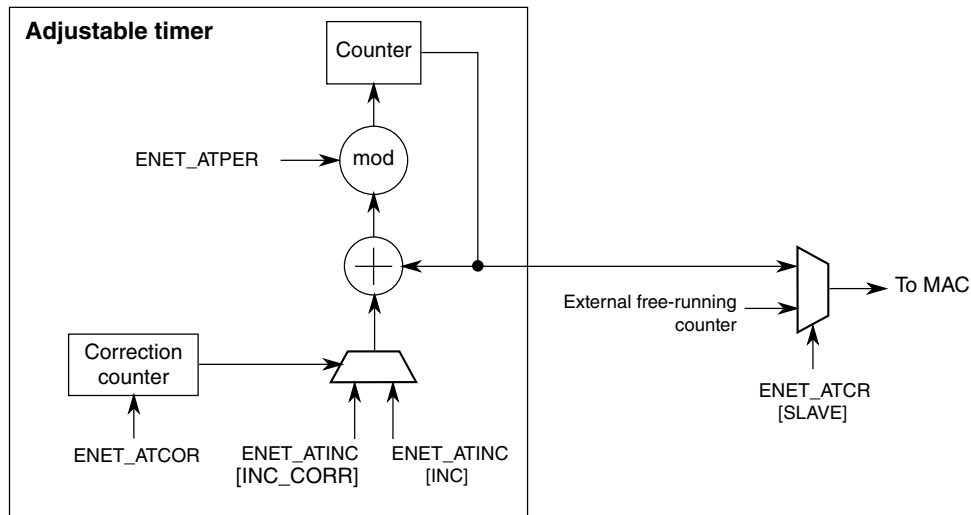 Adjustable timer
Counter
ENET_ATPER
mod
External free-running
counter
To MAC
Correction
counter
ENET_ATCR
[SLAVE]
ENET_ATCOR
ENET_ATINC
[INC_CORR]
ENET_ATINC
[INC]